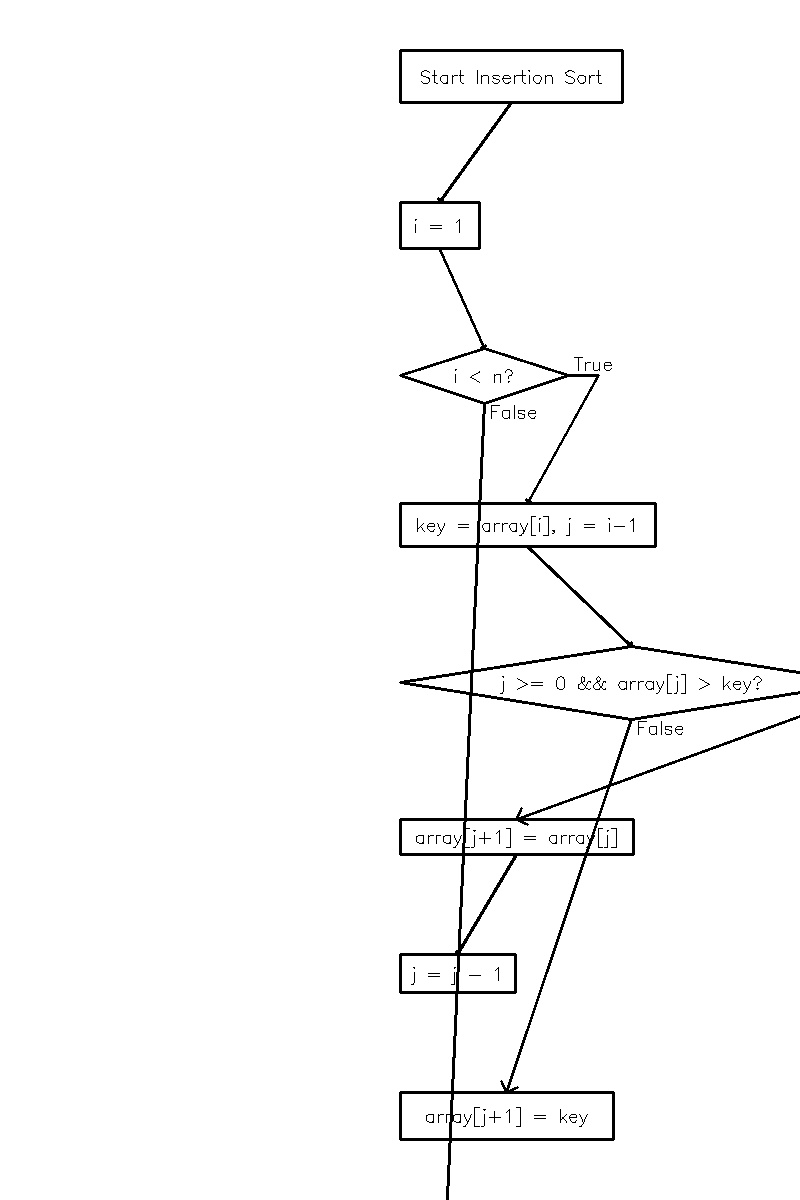 Start Insertion Sort
i = 1
i < n?
True
False
key = array[i], j = i-1
j >= 0 && array[j] > key?
False
array[j+1] = array[j]
j = j - 1
array[j+1] = key